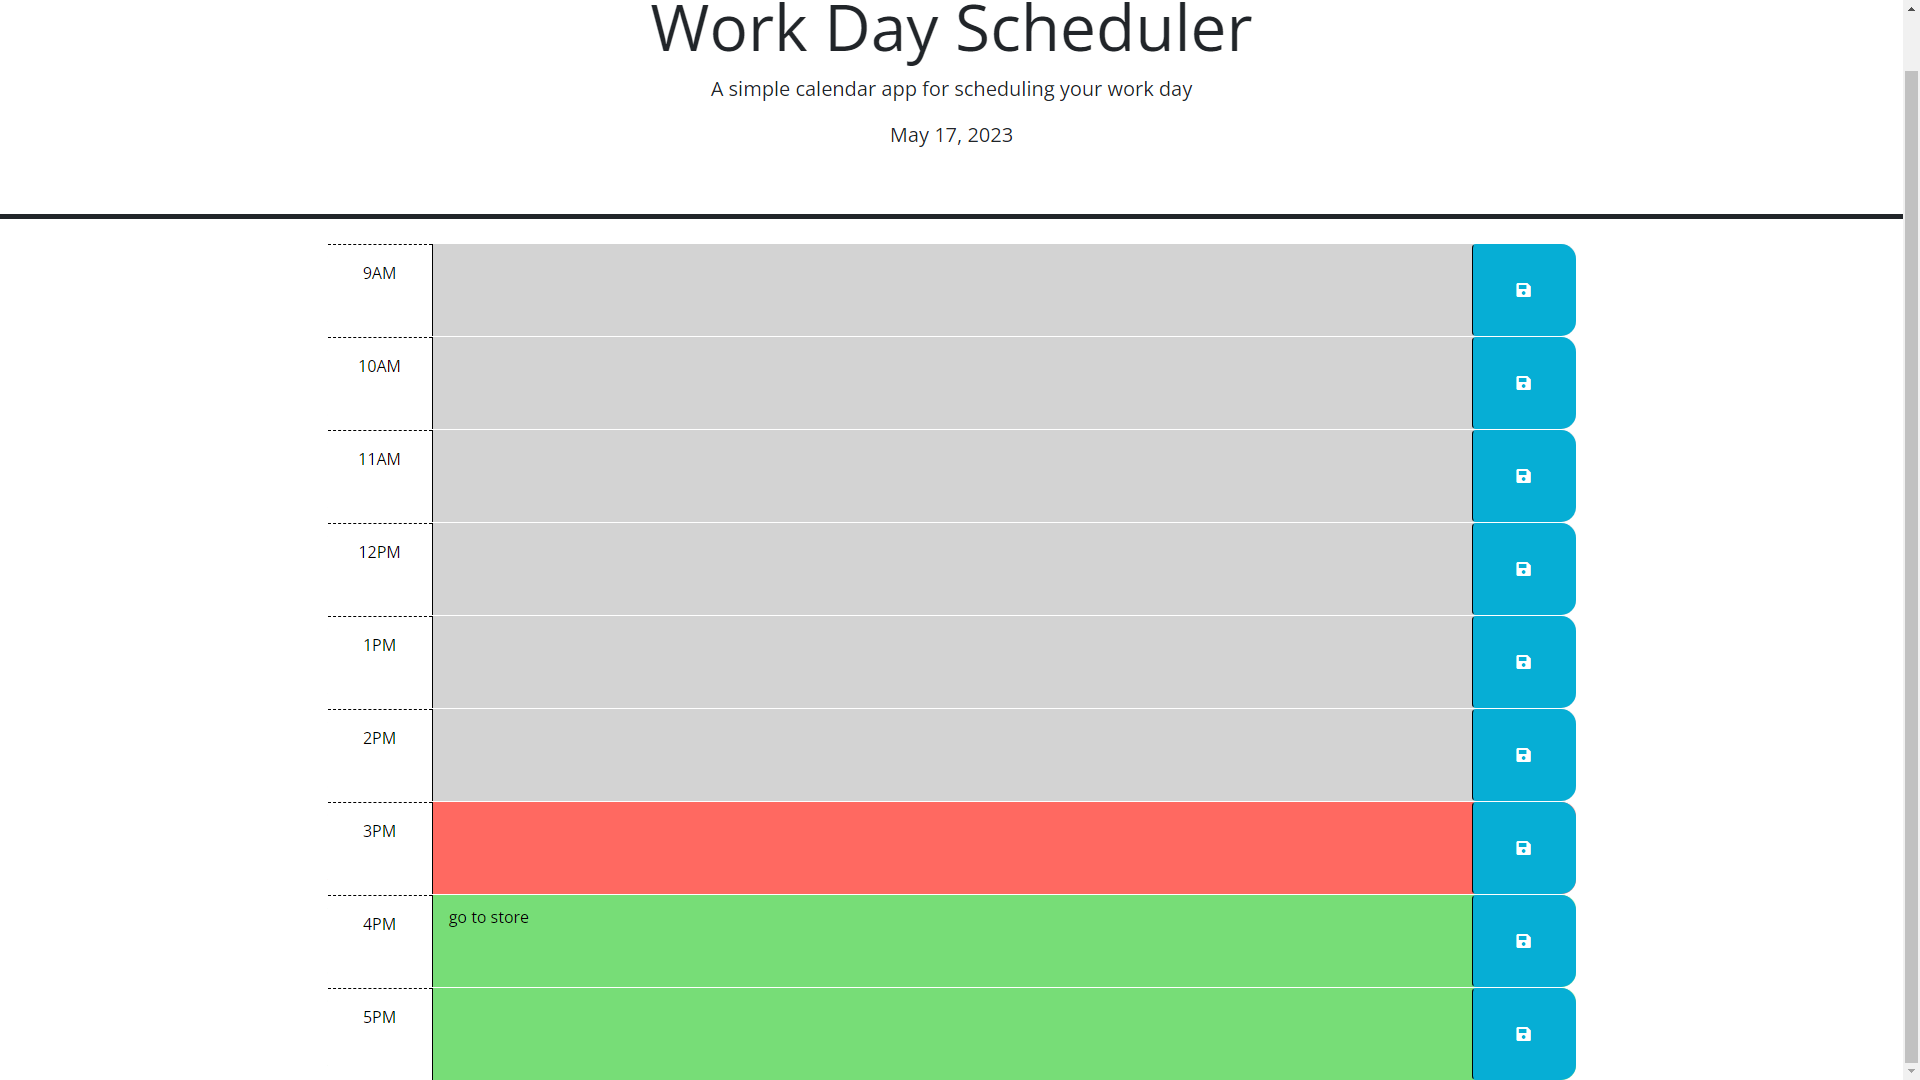 Work Day Scheduler
A simple calendar app for scheduling your work day
May 17, 2023
9AM
10AM
11AM
12PM
1PM
2PM
3PM
4PM
go to store
5PM